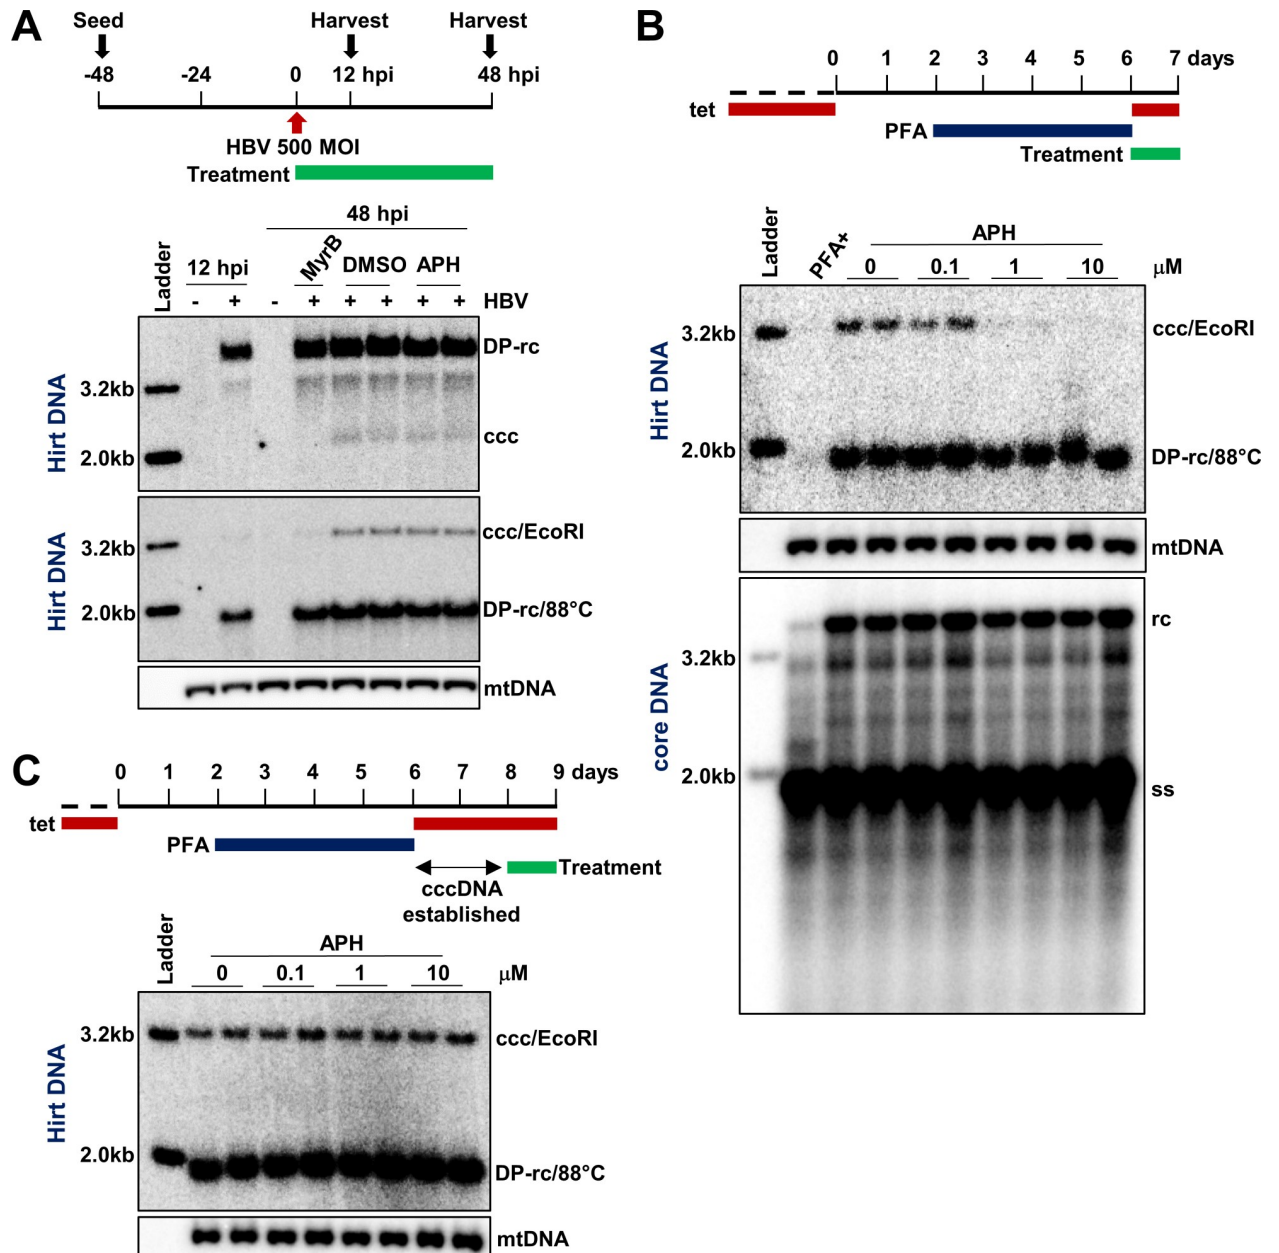 A
Seed
Harvest
Harvest
-48
-24
0
12 hpi
48 hpi
HBV 500 MOI
Treatment
48 hpi
Ladder
12 hpi
MyrB
DMSO
APH
- + - + + + + + HBV
Hirt DNA
3.2kb
2.0kb
DP-rc
ccc
Hirt DNA
3.2kb
2.0kb
ccc/EcoRI
DP-rc/88°C
mtDNA
B
0 1 2 3 4 5 6 7 days
tet
PFA
Treatment
Ladder
PFA+
APH
0 0.1 1 10 μM
Hirt DNA
3.2kb
2.0kb
ccc/EcoRI
DP-rc/88°C
mtDNA
core DNA
3.2kb
2.0kb
rc
ss
C
0 1 2 3 4 5 6 7 8 9 days
tet
PFA
Treatment
cccDNA
established
Ladder
APH
0 0.1 1 10 μM
Hirt DNA
3.2kb
2.0kb
ccc/EcoRI
DP-rc/88°C
mtDNA